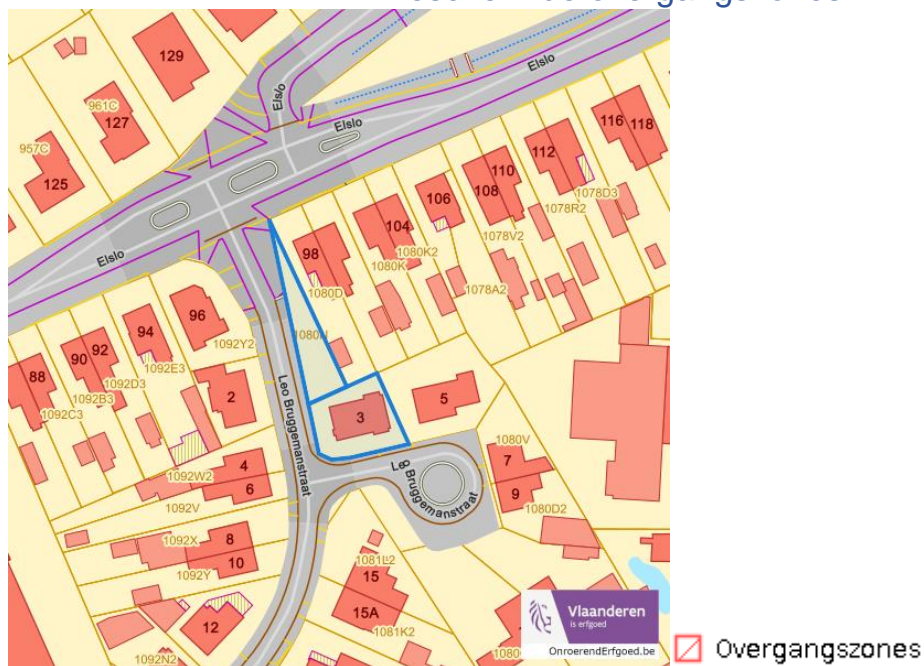 129
961C
127
957C
125
Elslo
Elslo
Elslo
116
118
112
110
108
106
1078D3
1078R2
104
1078V2
1080K2
98
1080K
1078A2
1080D
Elslo
96
1092Y2
94
92
90
88
1092E3
1092D3
1092B3
1092C3
2
Leo Bruggemanstraat
3
5
4
6
1092W2
1092V
Leo Bruggemanstraat
1080V
7
9
1080D2
8
10
1092X
1092Y
1081L2
15
15A
1081K2
12
1092N2
Vlaanderen
is erfgoed
OnroerendErfgoed.be
Overgangszones